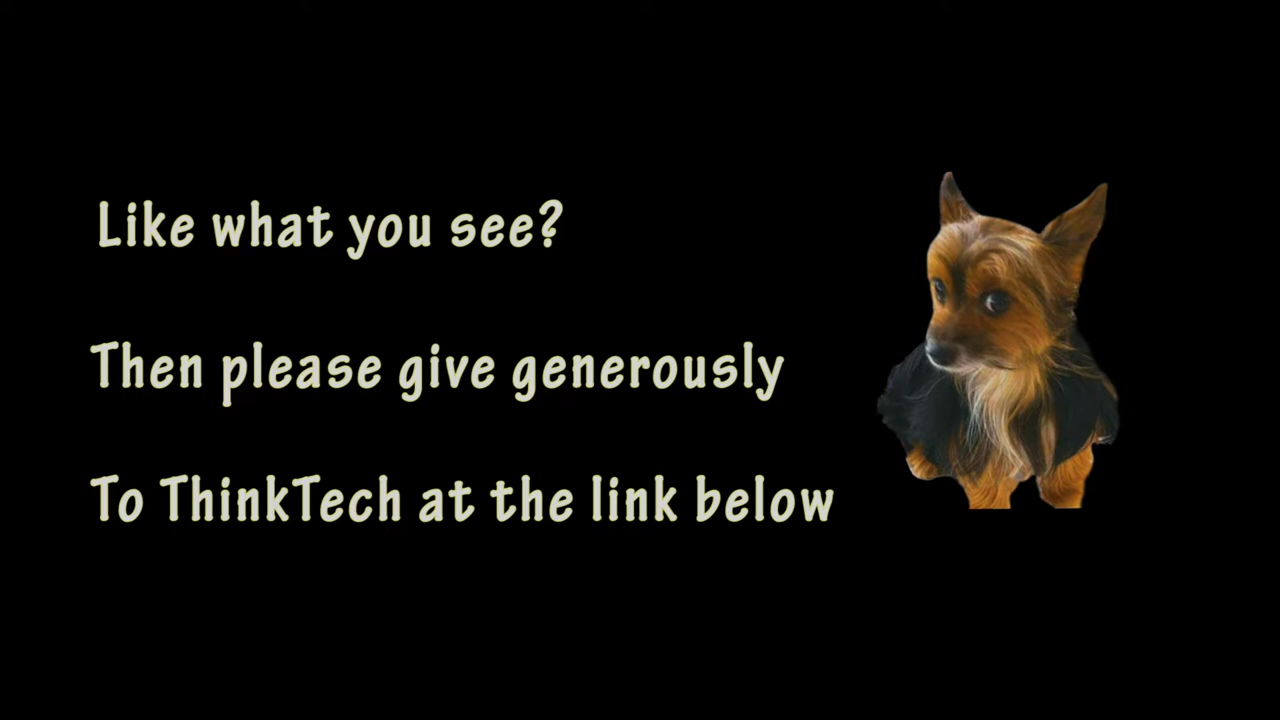 Like what you see?
Then please give generously
To ThinkTech at the link below